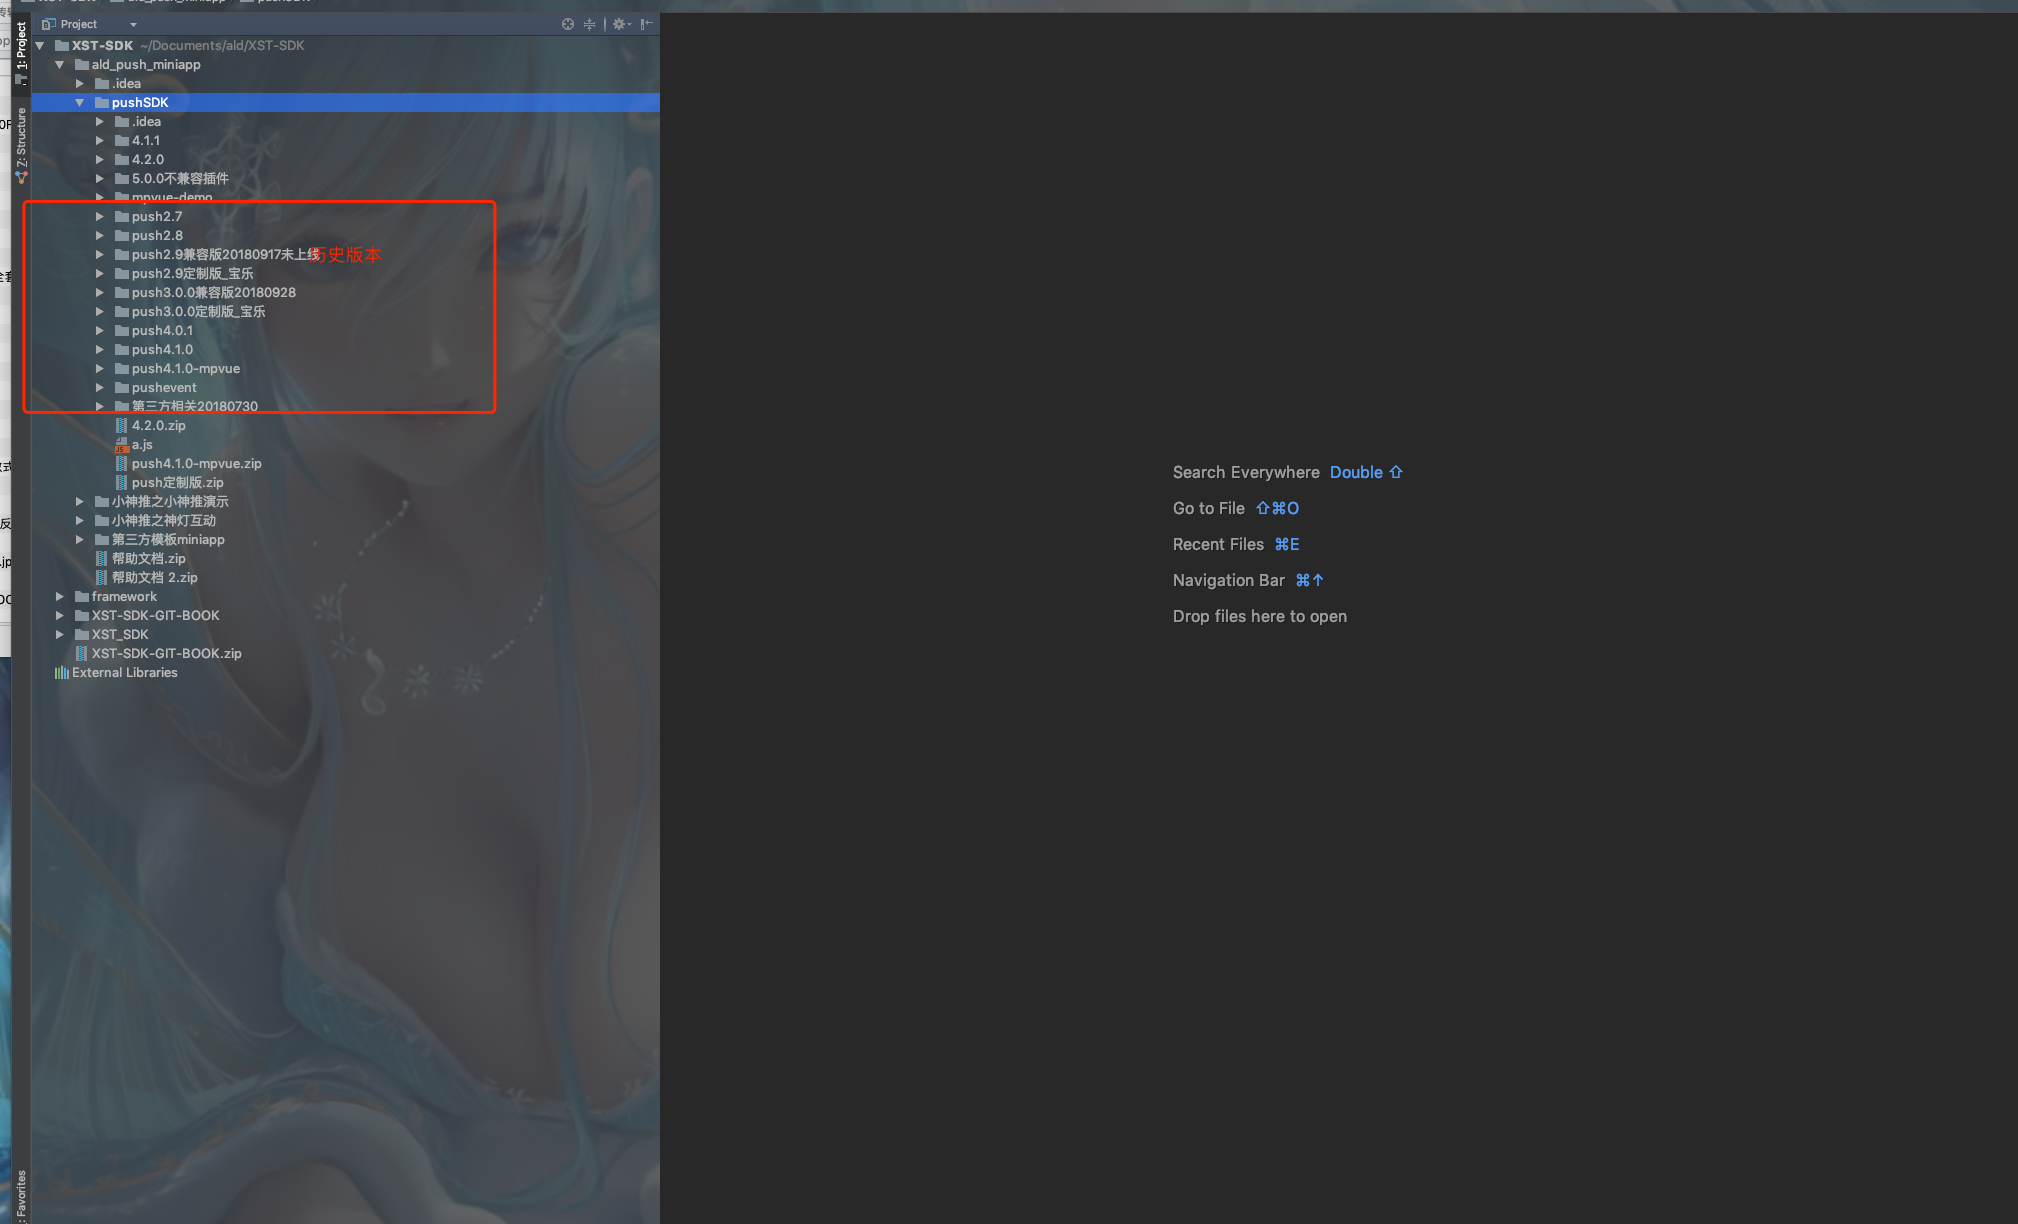 Project
XST-SDK ~/Documents/ald/XST-SDK
ald_push_miniapp
.idea
pushSDK
.idea
4.1.1
4.2.0
5.0.0不兼容插件
mpvue-demo
push2.7
push2.8
push2.9兼容版20180917未上线
历史版本
push2.9定制版_宝乐
push3.0.0兼容版20180928
push3.0.0定制版_宝乐
push4.0.1
push4.1.0
push4.1.0-mpvue
pushevent
第三方相关20180730
4.2.0.zip
a.js
push4.1.0-mpvue.zip
push定制版.zip
小神推之小神推演示
小神推之神灯互动
第三方模板miniapp
帮助文档.zip
帮助文档 2.zip
framework
XST-SDK-GIT-BOOK
XST_SDK
XST-SDK-GIT-BOOK.zip
External Libraries
1: Project
Z: Structure
: Favorites
Search Everywhere Double ⇧
Go to File ⇧⌘O
Recent Files ⌘E
Navigation Bar ⌘↑
Drop files here to open